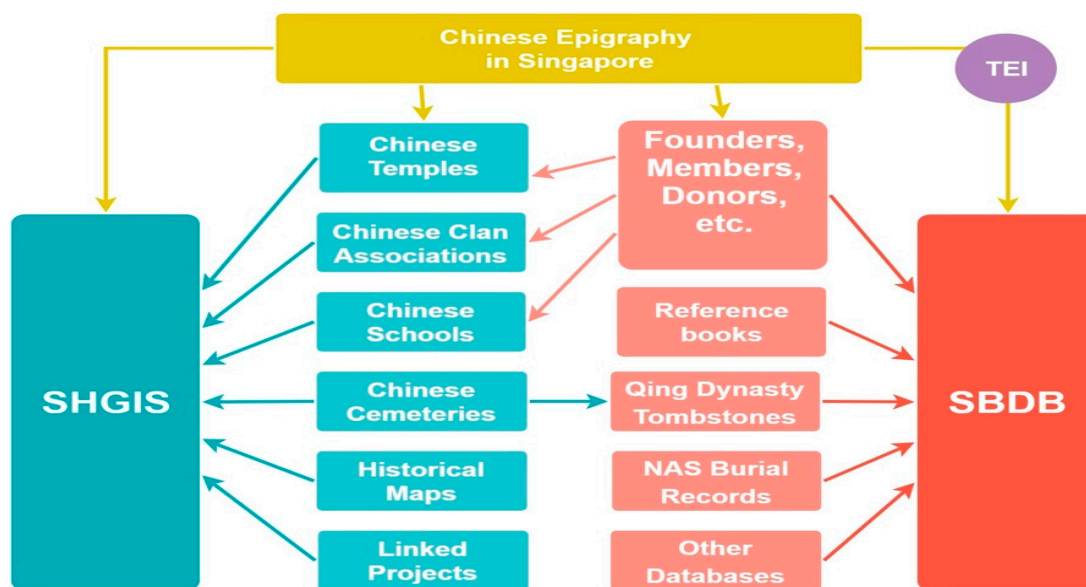 Chinese Epigraphy
in Singapore
TEI
Chinese
Temples
Founders,
Members,
Donors,
etc.
Chinese Clan
Associations
Chinese
Schools
Reference
books
SHGIS
Chinese
Cemeteries
Qing Dynasty
Tombstones
SBDB
Historical
Maps
NAS Burial
Records
Linked
Projects
Other
Databases